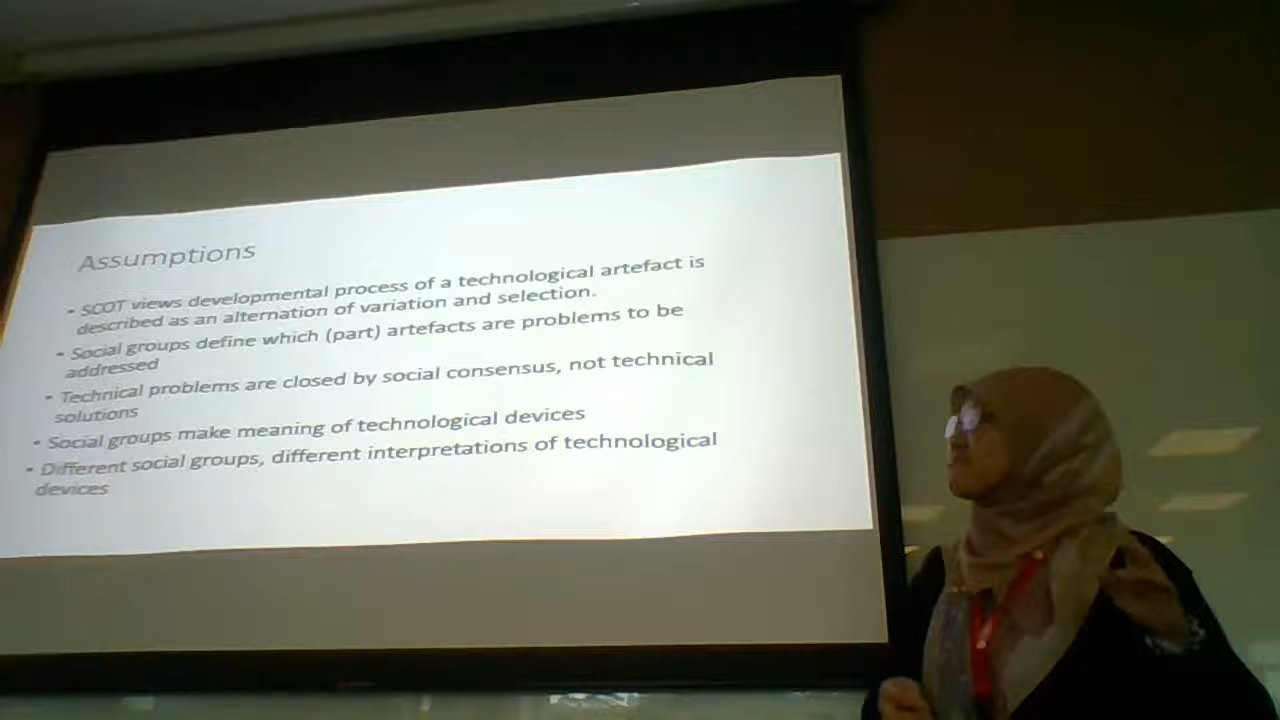 Assumptions
• SCOT views developmental process of a technological artefact is
described as an alternation of variation and selection.
• Social groups define which (part) artefacts are problems to be
addressed
• Technical problems are closed by social consensus, not technical
solutions
• Social groups make meaning of technological devices
• Different social groups, different interpretations of technological
devices